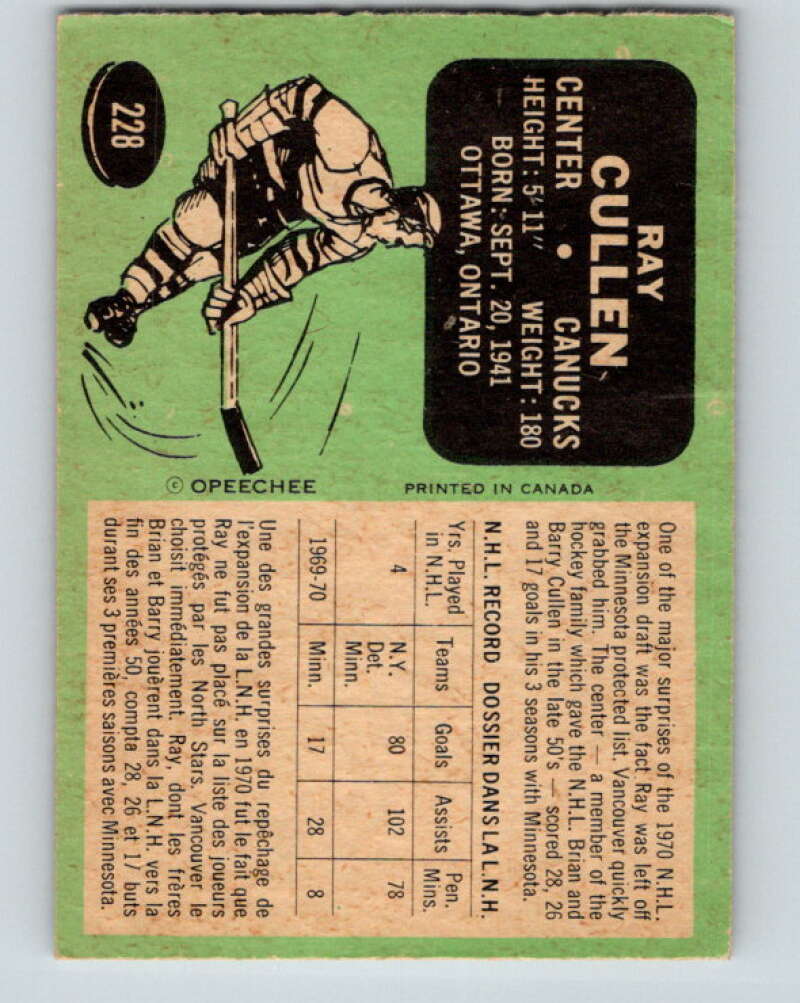 RAY
CULLEN
CENTER • CANUCKS
HEIGHT: 5'11" WEIGHT: 180
BORN: SEPT. 20, 1941
OTTAWA, ONTARIO
228
© OPEECHEE
PRINTED IN CANADA
One of the major surprises of the 1970 N.H.L.
expansion draft was the fact Ray was left off
the Minnesota protected list. Vancouver quickly
grabbed him. The center — a member of the
hockey family which gave the N.H.L. Brian and
Barry Cullen in the late 50's — scored 28, 26
and 17 goals in his 3 seasons with Minnesota.
N.H.L. RECORD DOSSIER DANS LA L.N.H.
Yrs. Played in N.H.L. Teams Goals Assists Pen. Mins.
4 N.Y. Det. Minn. 80 102 78
1969-70 Minn. 17 28 8
Une des grandes surprises du repêchage de
l'expansion de la L.N.H. en 1970 fut le fait que
Ray ne fut pas placé sur la liste des joueurs
protégés par les North Stars. Vancouver le
choisit immédiatement. Ray, dont les frères
Brian et Barry jouèrent dans la L.N.H. vers la
fin des années 50, compta 28, 26 et 17 buts
durant ses 3 premières saisons avec Minnesota.